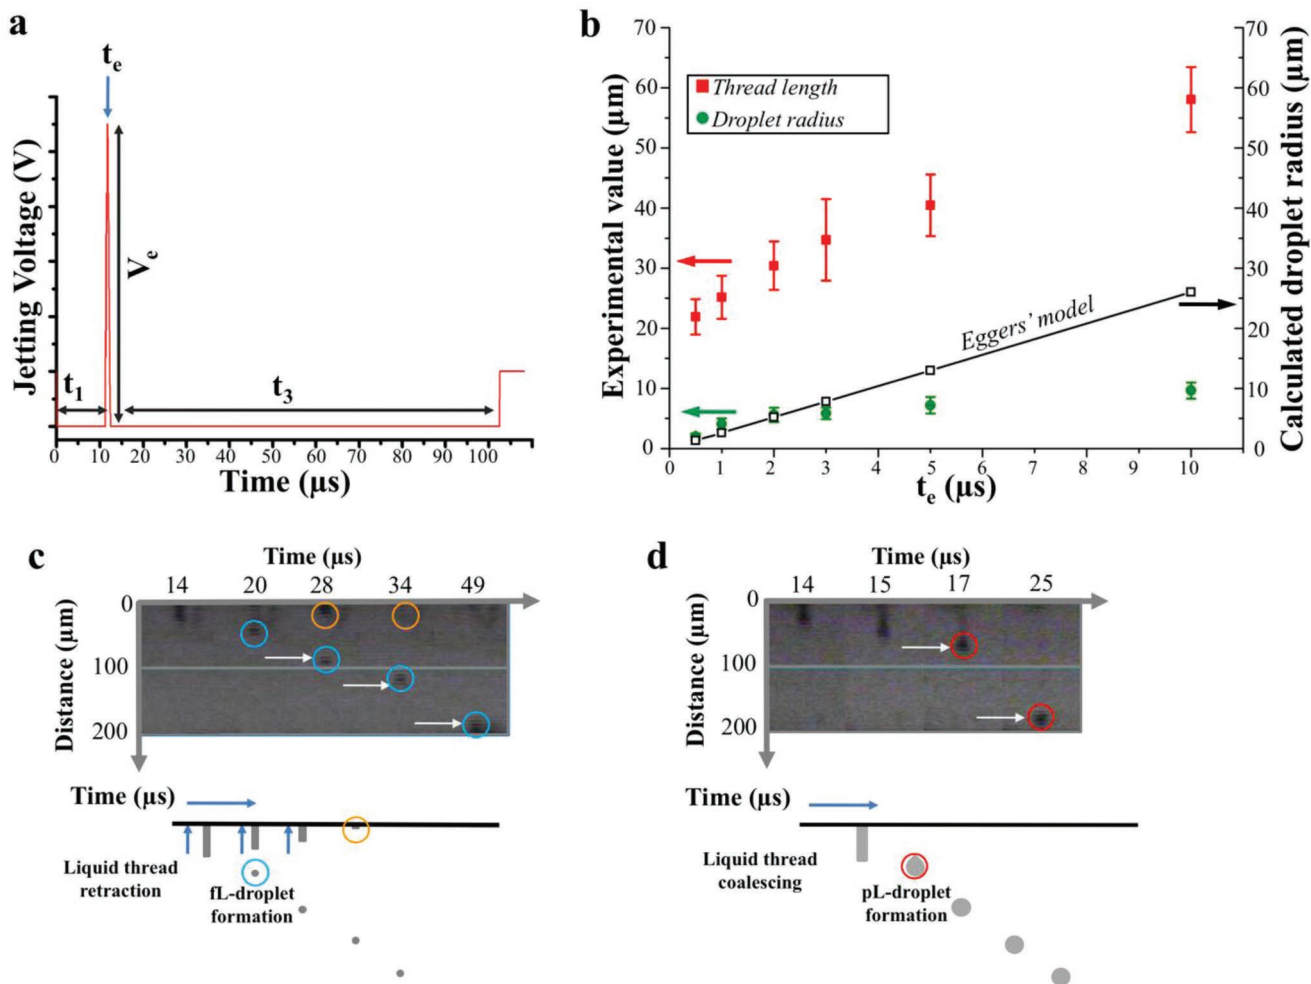 a
t_e
Jetting Voltage (V)
V_e
t_1
t_3
0 10 20 30 40 50 60 70 80 90 100
Time (μs)
b
70
60
50
40
30
20
10
0
Experimental value (μm)
Thread length
Droplet radius
Eggers' model
70
60
50
40
30
20
10
0
Calculated droplet radius (μm)
0 1 2 3 4 5 6 7 8 9 10
t_e (μs)
c
Time (μs)
14 20 28 34 49
0
100
200
Distance (μm)
Time (μs)
Liquid thread
retraction
fL-droplet
formation
d
Time (μs)
14 15 17 25
0
100
200
Distance (μm)
Time (μs)
Liquid thread
coalescing
pL-droplet
formation